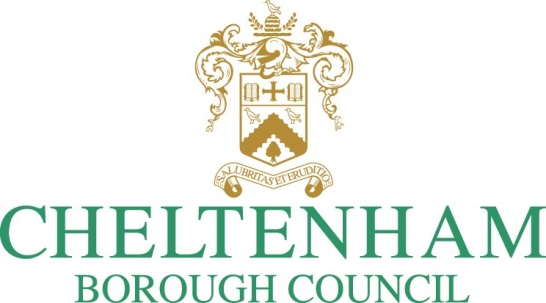 SALUBRITAS ET ERUDITIO
CHELTENHAM
BOROUGH COUNCIL